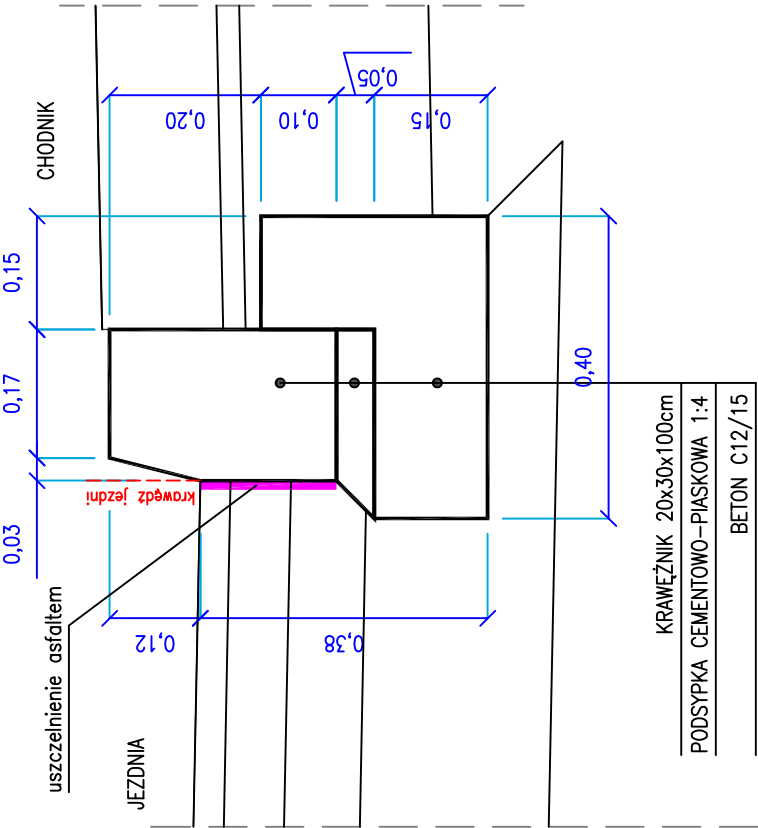 CHODNIK
0,20
0,10
0,05
0,15
0,15
0,17
0,03
krawędź jezdni
0,40
0,12
0,38
uszczelnienie asfaltem
JEZDNIA
KRAWĘŻNIK 20x30x100cm
PODSYPKA CEMENTOWO-PIASKOWA 1:4
BETON C12/15